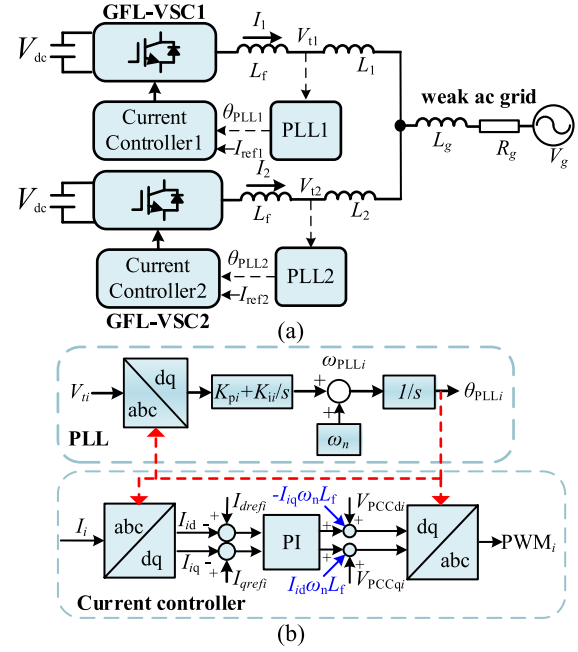 GFL-VSC1
V_dc
I_1
V_t1
L_f
L_1
Current
Controller1
θ_PLL1
PLL1
I_ref1
weak ac grid
L_g
R_g
V_g
V_dc
I_2
V_t2
L_f
L_2
Current
Controller2
θ_PLL2
PLL2
I_ref2
GFL-VSC2
(a)
V_ti
dq
abc
K_pi+K_ii/s
+
ω_PLLi
+
1/s
θ_PLLi
ω_n
PLL
I_i
abc
dq
I_id
-
+
I_drefi
I_iq
-
+
I_qrefi
PI
-I_iqω_nL_f
+
+
V_PCCdi
I_idω_nL_f
+
+
V_PCCqi
dq
abc
PWM_i
Current controller
(b)